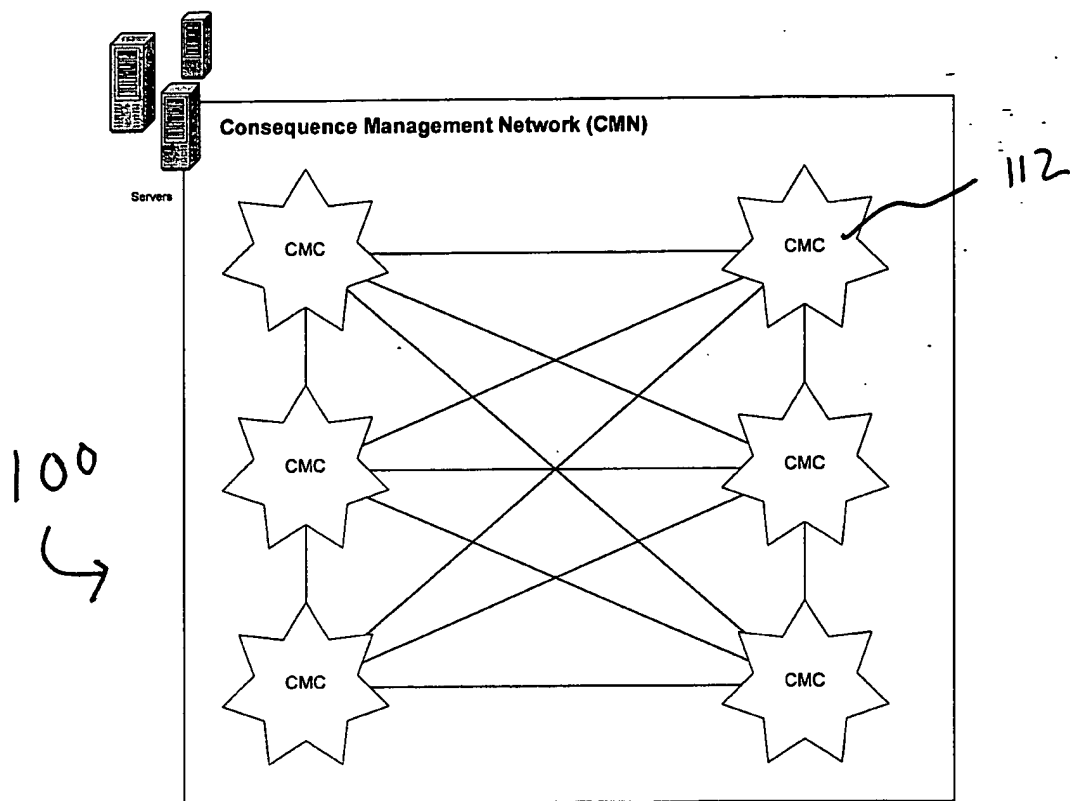 Consequence Management Network (CMN)
Servers
112
CMC
CMC
CMC
CMC
100
CMC
CMC